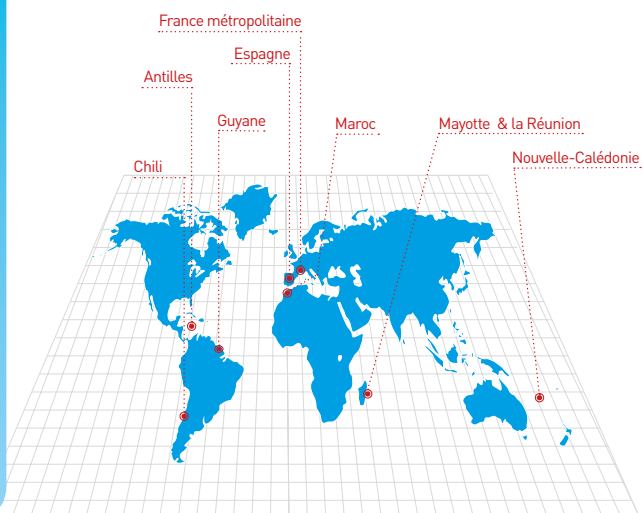 France métropolitaine
Espagne
Antilles
Guyane
Maroc
Mayotte & la Réunion
Nouvelle-Calédonie
Chili